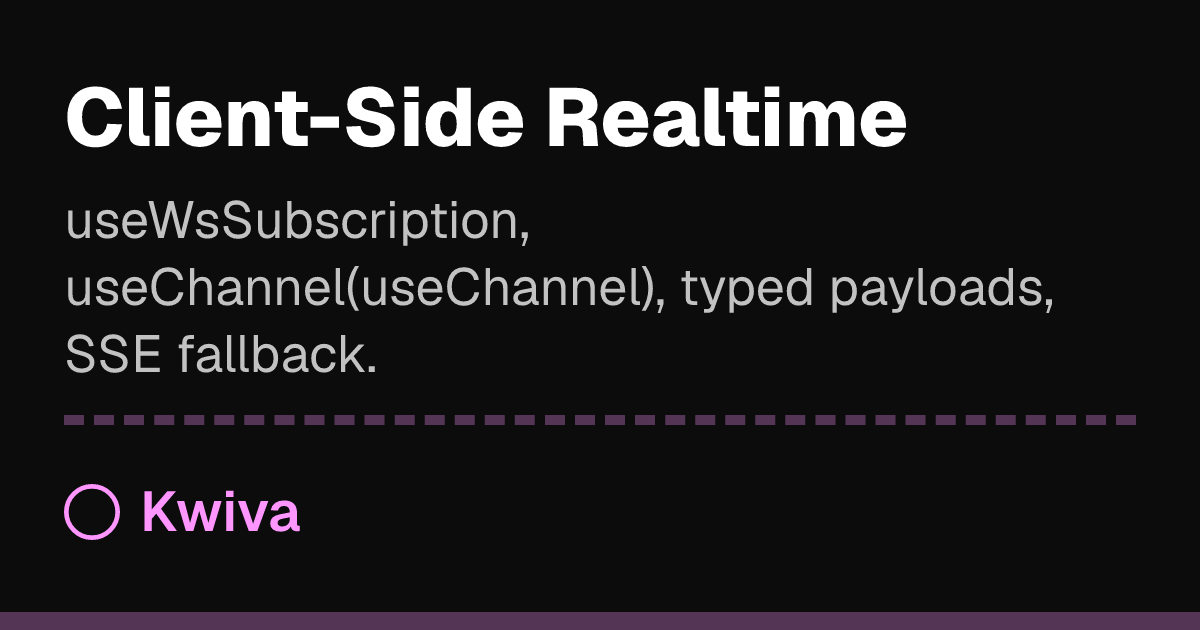 Client-Side Realtime
useWsSubscription,
useChannel(useChannel), typed payloads,
SSE fallback.
Kwiva